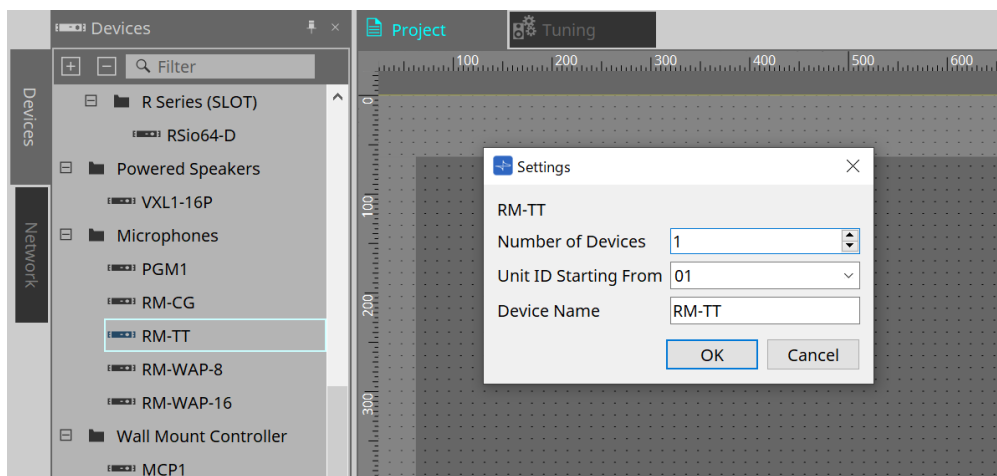 Devices
Filter
R Series (SLOT)
RSio64-D
Powered Speakers
VXL1-16P
Microphones
PGM1
RM-CG
RM-TT
RM-WAP-8
RM-WAP-16
Wall Mount Controller
MCP1
Devices
Network
Project
Tuning
100 200 300 400 500 600
0
100
200
300
Settings
RM-TT
Number of Devices 1
Unit ID Starting From 01
Device Name RM-TT
OK Cancel